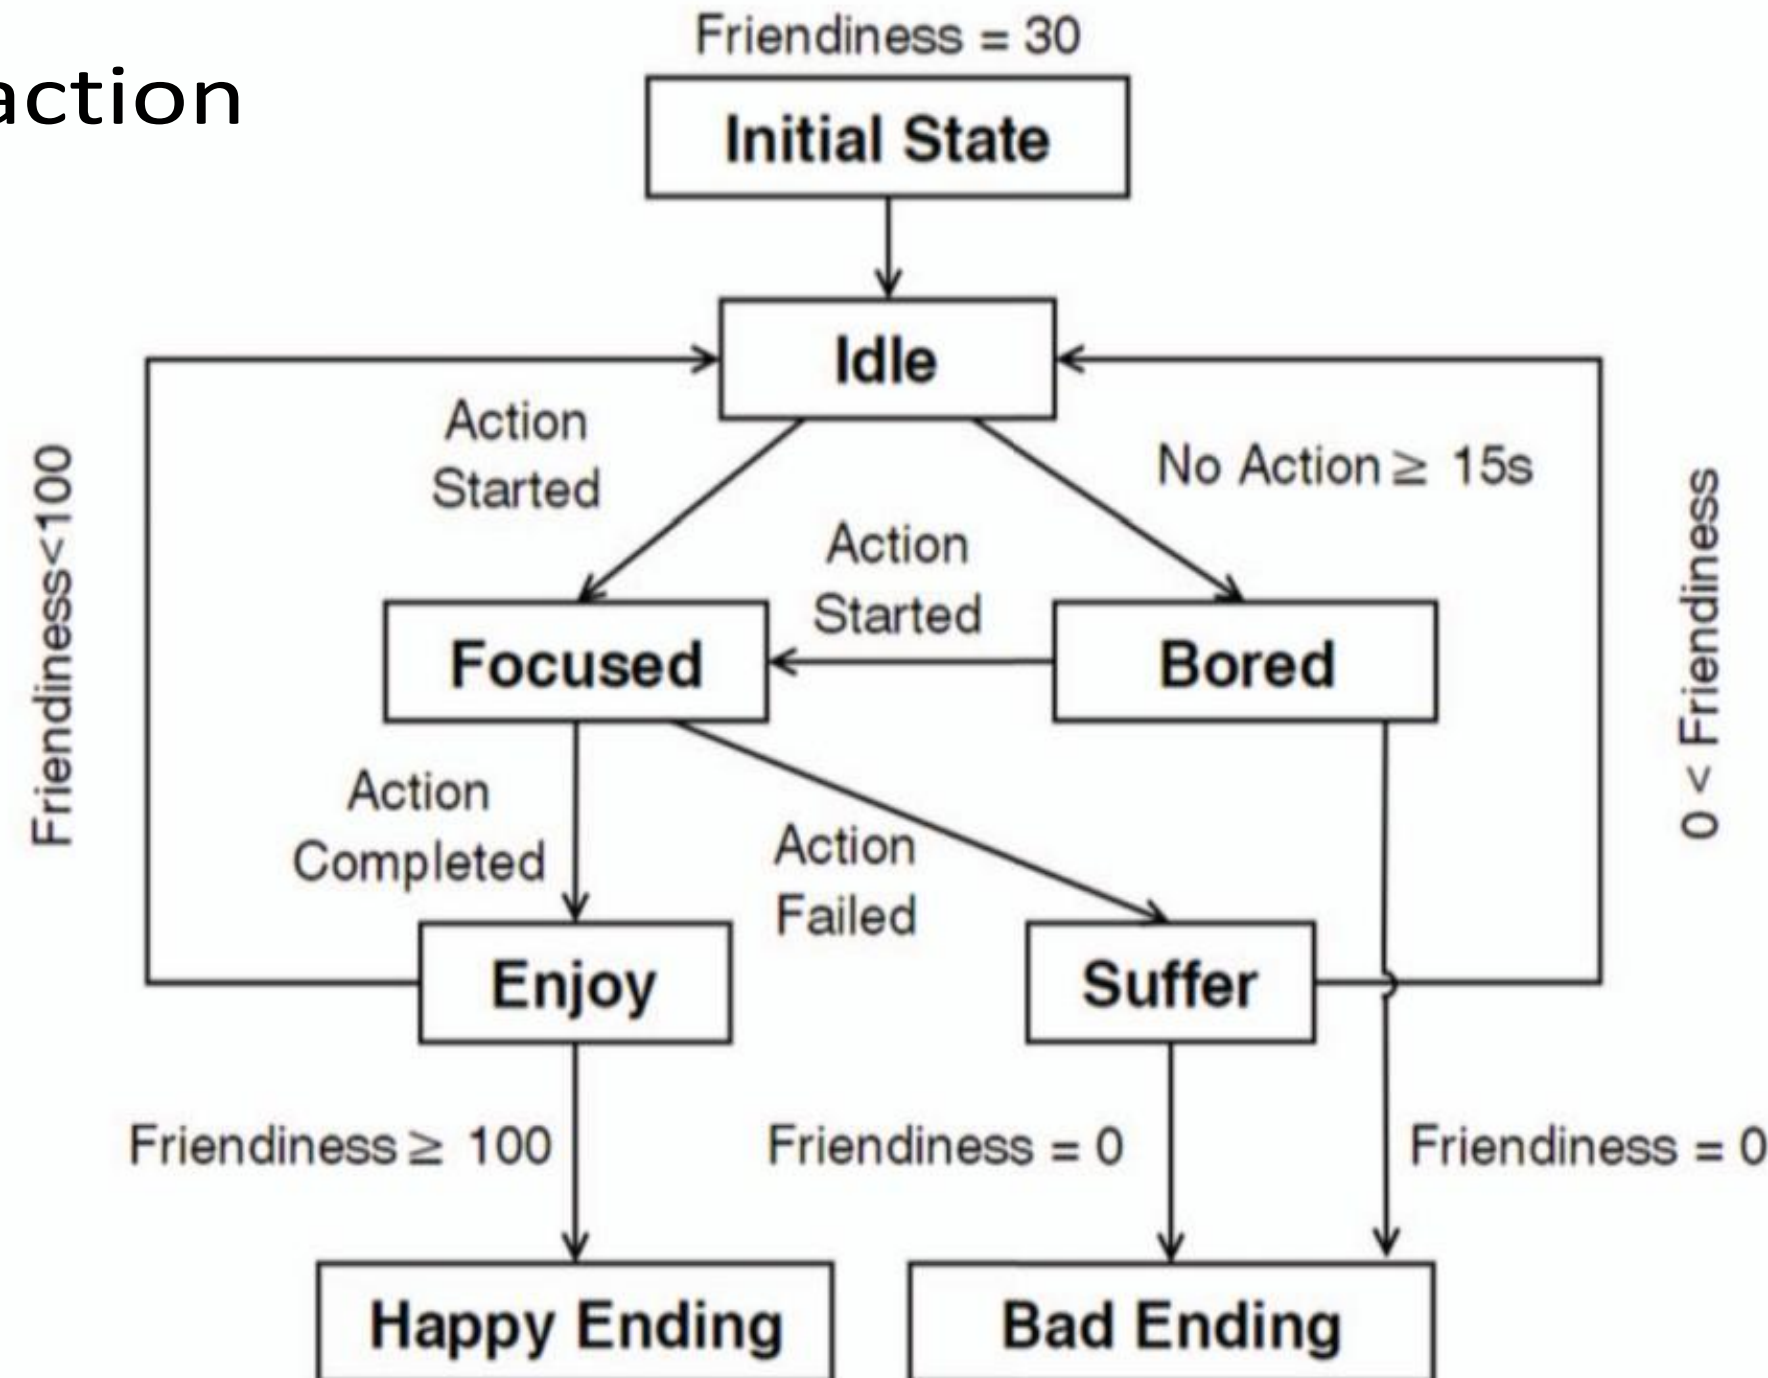 Friendiness = 30
action
Initial State
Idle
Action
Started
No Action ≥ 15s
Friendiness<100
0 < Friendiness
Action
Started
Focused
Bored
Action
Completed
Action
Failed
Enjoy
Suffer
Friendiness ≥ 100
Friendiness = 0
Friendiness = 0
Happy Ending
Bad Ending